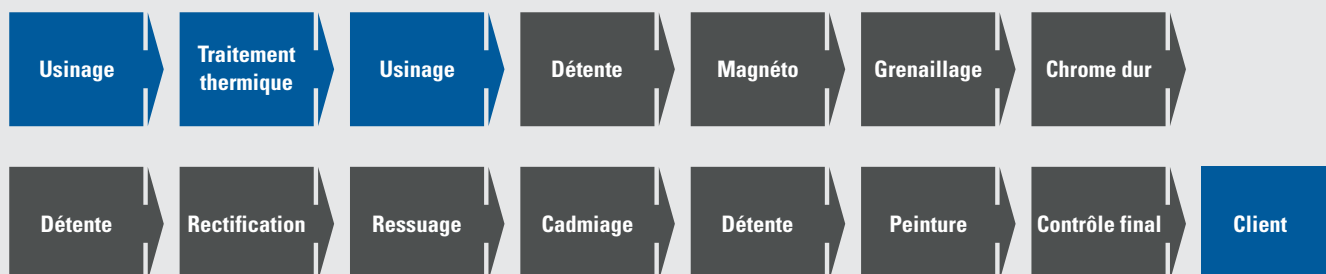 Usinage
Traitement
thermique
Usinage
Détente
Magnéto
Grenaillage
Chrome dur
Détente
Rectification
Ressuage
Cadmiage
Détente
Peinture
Contrôle final
Client